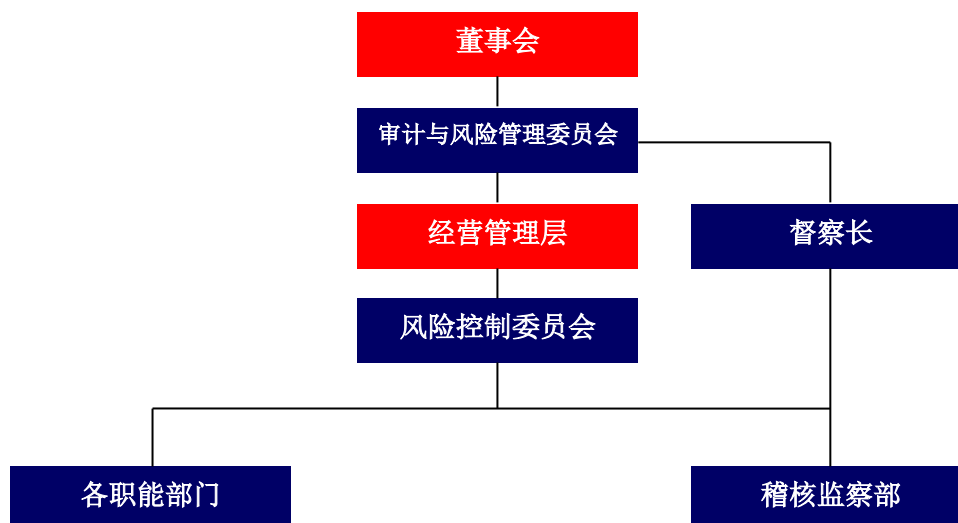 董事会
审计与风险管理委员会
经营管理层
督察长
风险控制委员会
各职能部门
稽核监察部